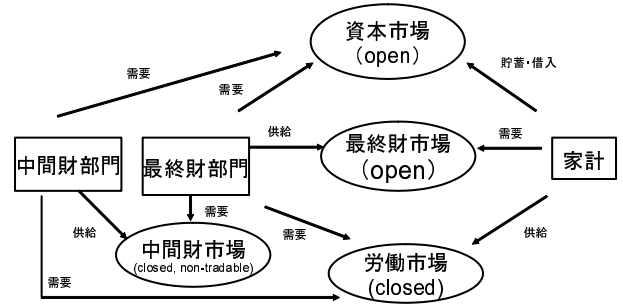 資本市場
(open)
需要
需要
貯蓄・借入
供給
需要
最終財市場
(open)
中間財部門
最終財部門
家計
供給
需要
需要
供給
中間財市場
(closed, non-tradable)
労働市場
(closed)
需要